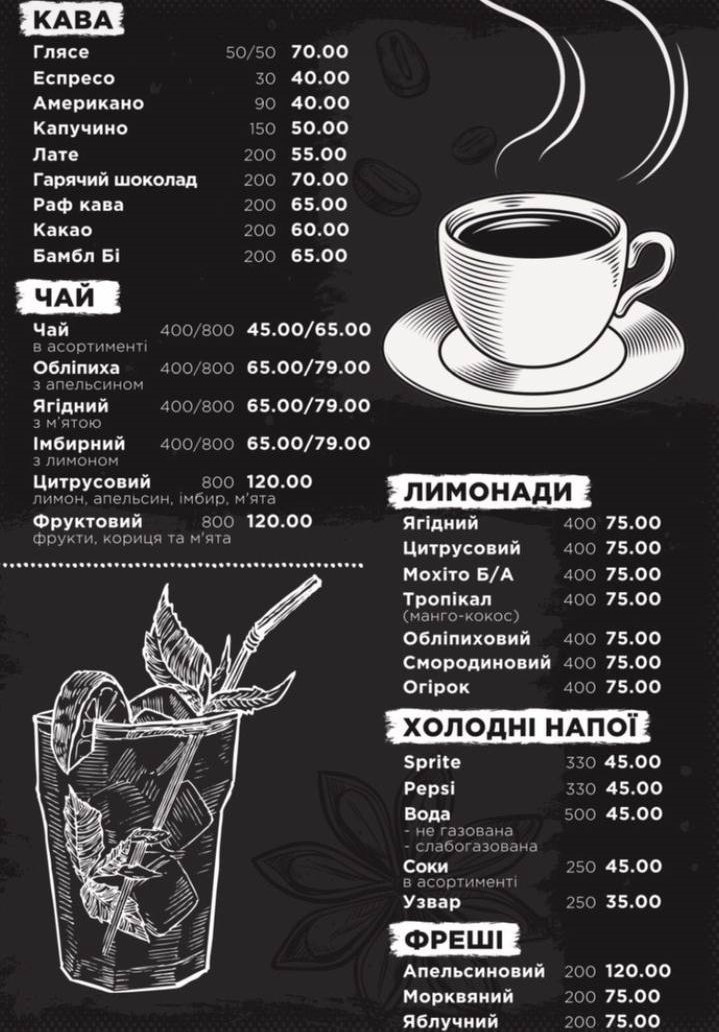 КАВА
Глясе 50/50 70.00
Еспресо 30 40.00
Американо 90 40.00
Капучино 150 50.00
Лате 200 55.00
Гарячий шоколад 200 70.00
Раф кава 200 65.00
Какао 200 60.00
Бамбл Бі 200 65.00
ЧАЙ
Чай 400/800 45.00/65.00
в асортименті
Обліпиха 400/800 65.00/79.00
з апельсином
Ягідний 400/800 65.00/79.00
з м'ятою
Імбирний 400/800 65.00/79.00
з лимоном
Цитрусовий 800 120.00
лимон, апельсин, імбир, м'ята
Фруктовий 800 120.00
фрукти, кориця та м'ята
ЛИМОНАДИ
Ягідний 400 75.00
Цитрусовий 400 75.00
Мохіто Б/А 400 75.00
Тропікал 400 75.00
(манго-кокос)
Обліпиховий 400 75.00
Смородиновий 400 75.00
Огірок 400 75.00
ХОЛОДНІ НАПОЇ
Sprite 330 45.00
Pepsi 330 45.00
Вода 500 45.00
- не газована
- слабогазована
Соки 250 45.00
в асортименті
Узвар 250 35.00
ФРЕШІ
Апельсиновий 200 120.00
Морквяний 200 75.00
Яблучний 200 75.00